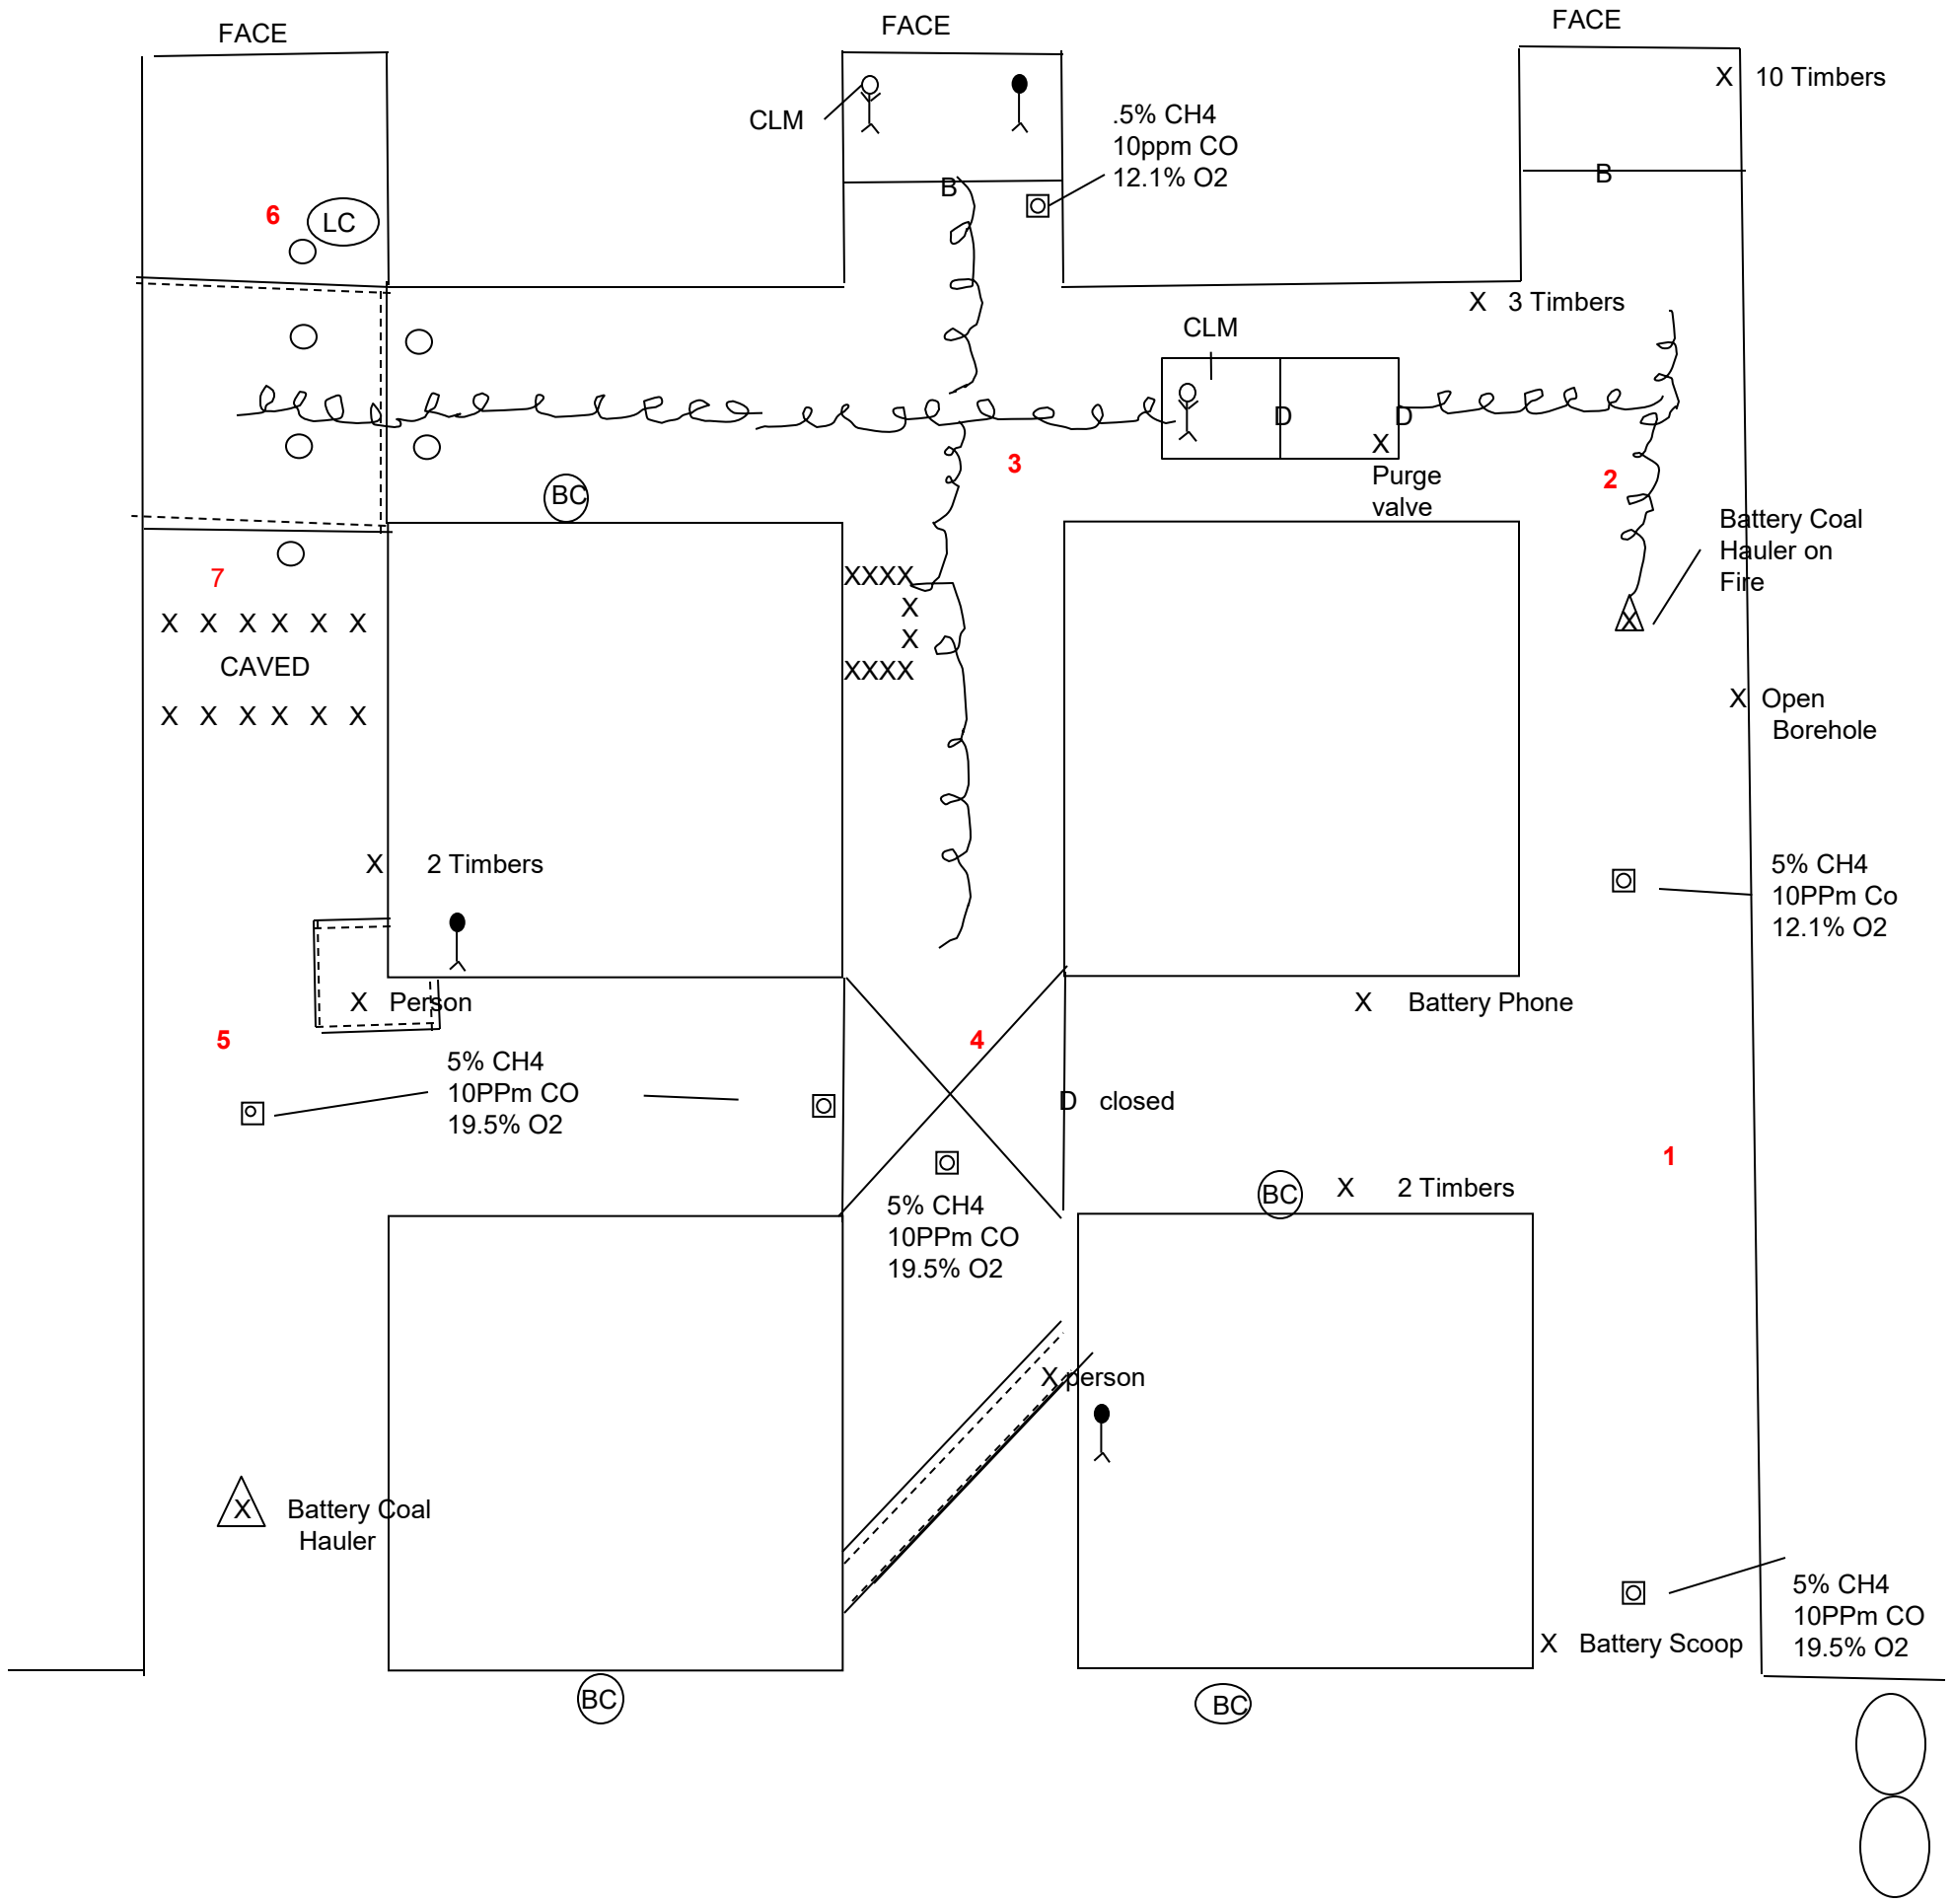 FACE
FACE
FACE
X 10 Timbers
CLM
.5% CH4
10ppm CO
12.1% O2
B
B
6
LC
X 3 Timbers
CLM
D
D
X
Purge
valve
3
2
BC
Battery Coal
Hauler on
Fire
X
7
XXXX
X
X
XXXX
X X X X X X
CAVED
X X X X X X
X Open
Borehole
X 2 Timbers
5% CH4
10PPm Co
12.1% O2
X Person
X Battery Phone
5
4
5% CH4
10PPm CO
19.5% O2
D closed
1
BC
X 2 Timbers
5% CH4
10PPm CO
19.5% O2
X person
X Battery Coal
Hauler
5% CH4
10PPm CO
19.5% O2
X Battery Scoop
BC
BC